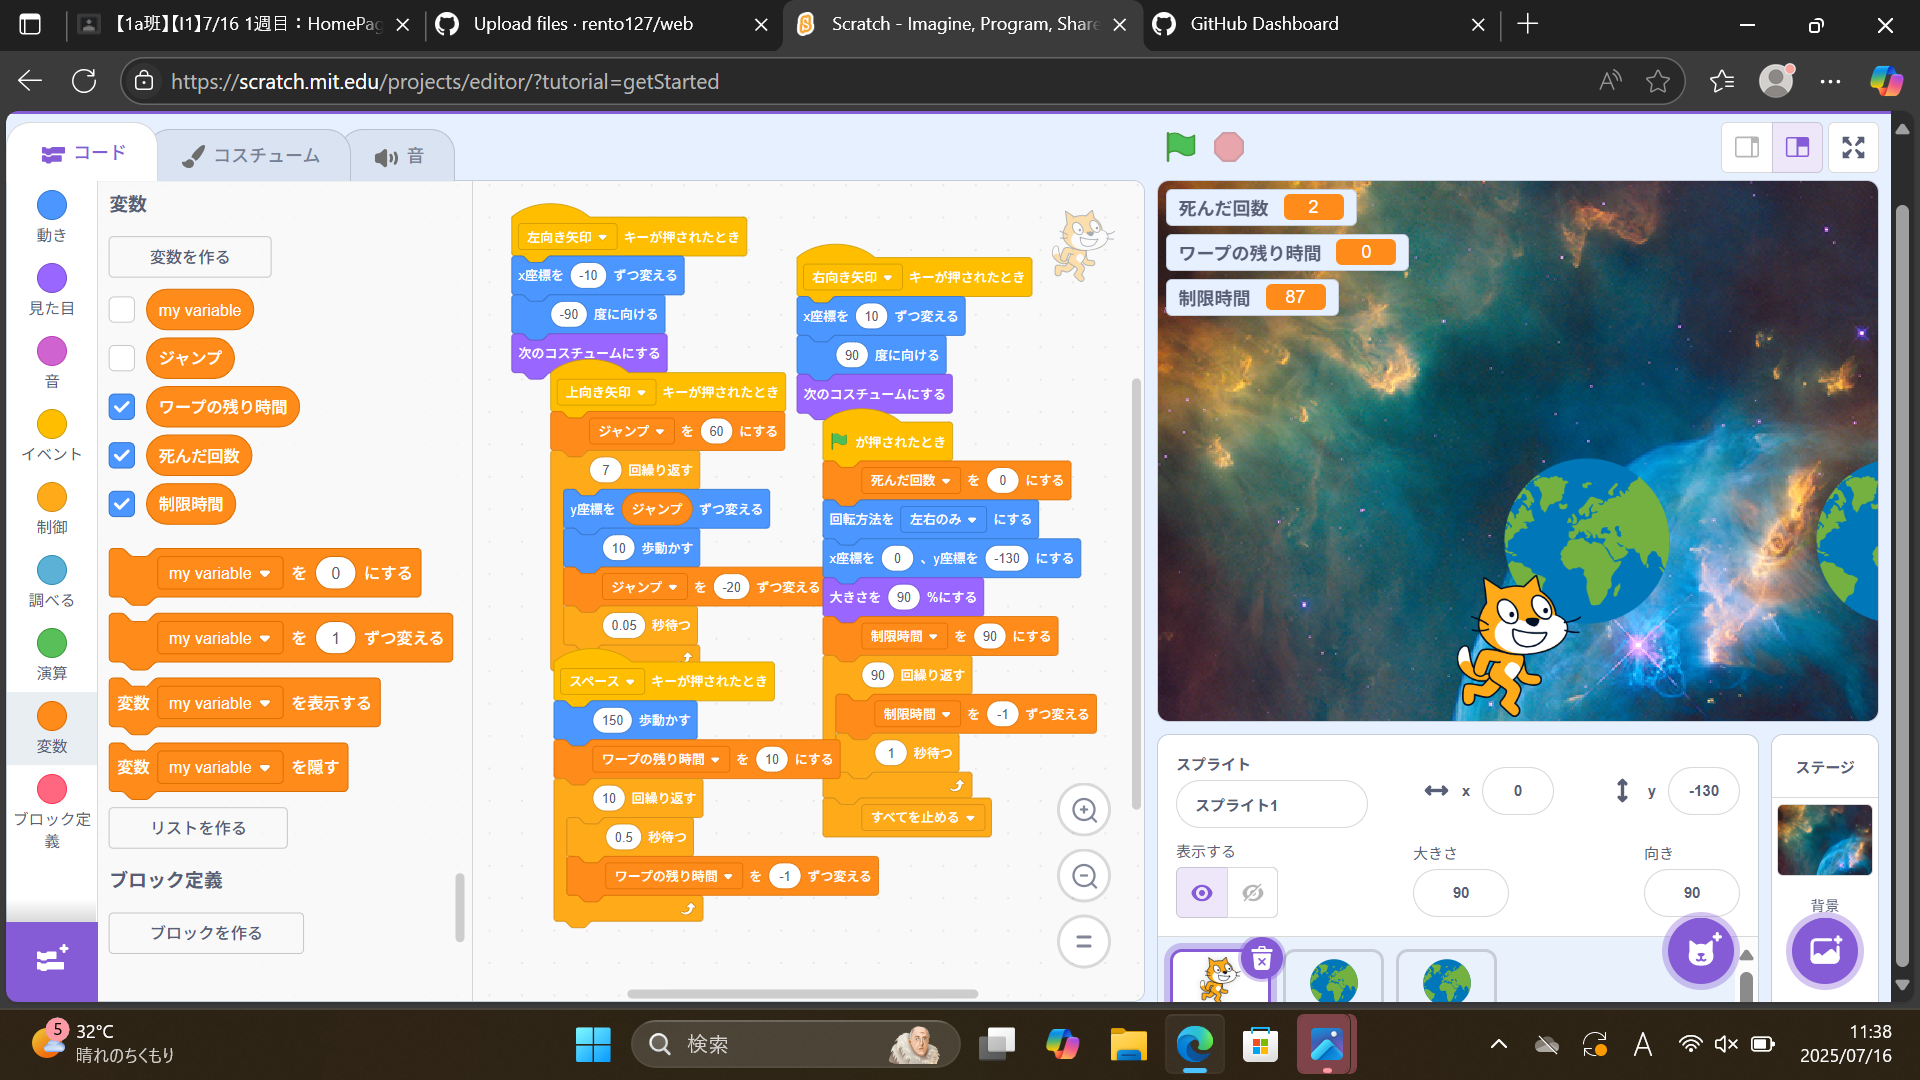 【1a班】【I1】7/16 1週目：HomePag
Upload files · rento127/web
Scratch - Imagine, Program, Share
GitHub Dashboard
https://scratch.mit.edu/projects/editor/?tutorial=getStarted
コード
コスチューム
音
動き
見た目
音
イベント
制御
調べる
演算
変数
ブロック定義
変数
変数を作る
my variable
ジャンプ
ワープの残り時間
死んだ回数
制限時間
my variable を 0 にする
my variable を 1 ずつ変える
変数 my variable を表示する
変数 my variable を隠す
リストを作る
ブロック定義
ブロックを作る
左向き矢印 キーが押されたとき
x座標を -10 ずつ変える
-90 度に向ける
次のコスチュームにする
上向き矢印 キーが押されたとき
ジャンプ を 60 にする
7 回繰り返す
y座標を ジャンプ ずつ変える
10 歩動かす
ジャンプ を -20 ずつ変える
0.05 秒待つ
スペース キーが押されたとき
150 歩動かす
ワープの残り時間 を 10 にする
10 回繰り返す
0.5 秒待つ
ワープの残り時間 を -1 ずつ変える
右向き矢印 キーが押されたとき
x座標を 10 ずつ変える
90 度に向ける
次のコスチュームにする
が押されたとき
死んだ回数 を 0 にする
回転方法を 左右のみ にする
x座標を 0 、y座標を -130 にする
大きさを 90 %にする
制限時間 を 90 にする
90 回繰り返す
制限時間 を -1 ずつ変える
1 秒待つ
すべてを止める
死んだ回数 2
ワープの残り時間 0
制限時間 87
スプライト
スプライト1
x 0
y -130
表示する
大きさ
向き
90
90
ステージ
背景
5
32°C
晴れのちくもり
検索
A
11:38
2025/07/16